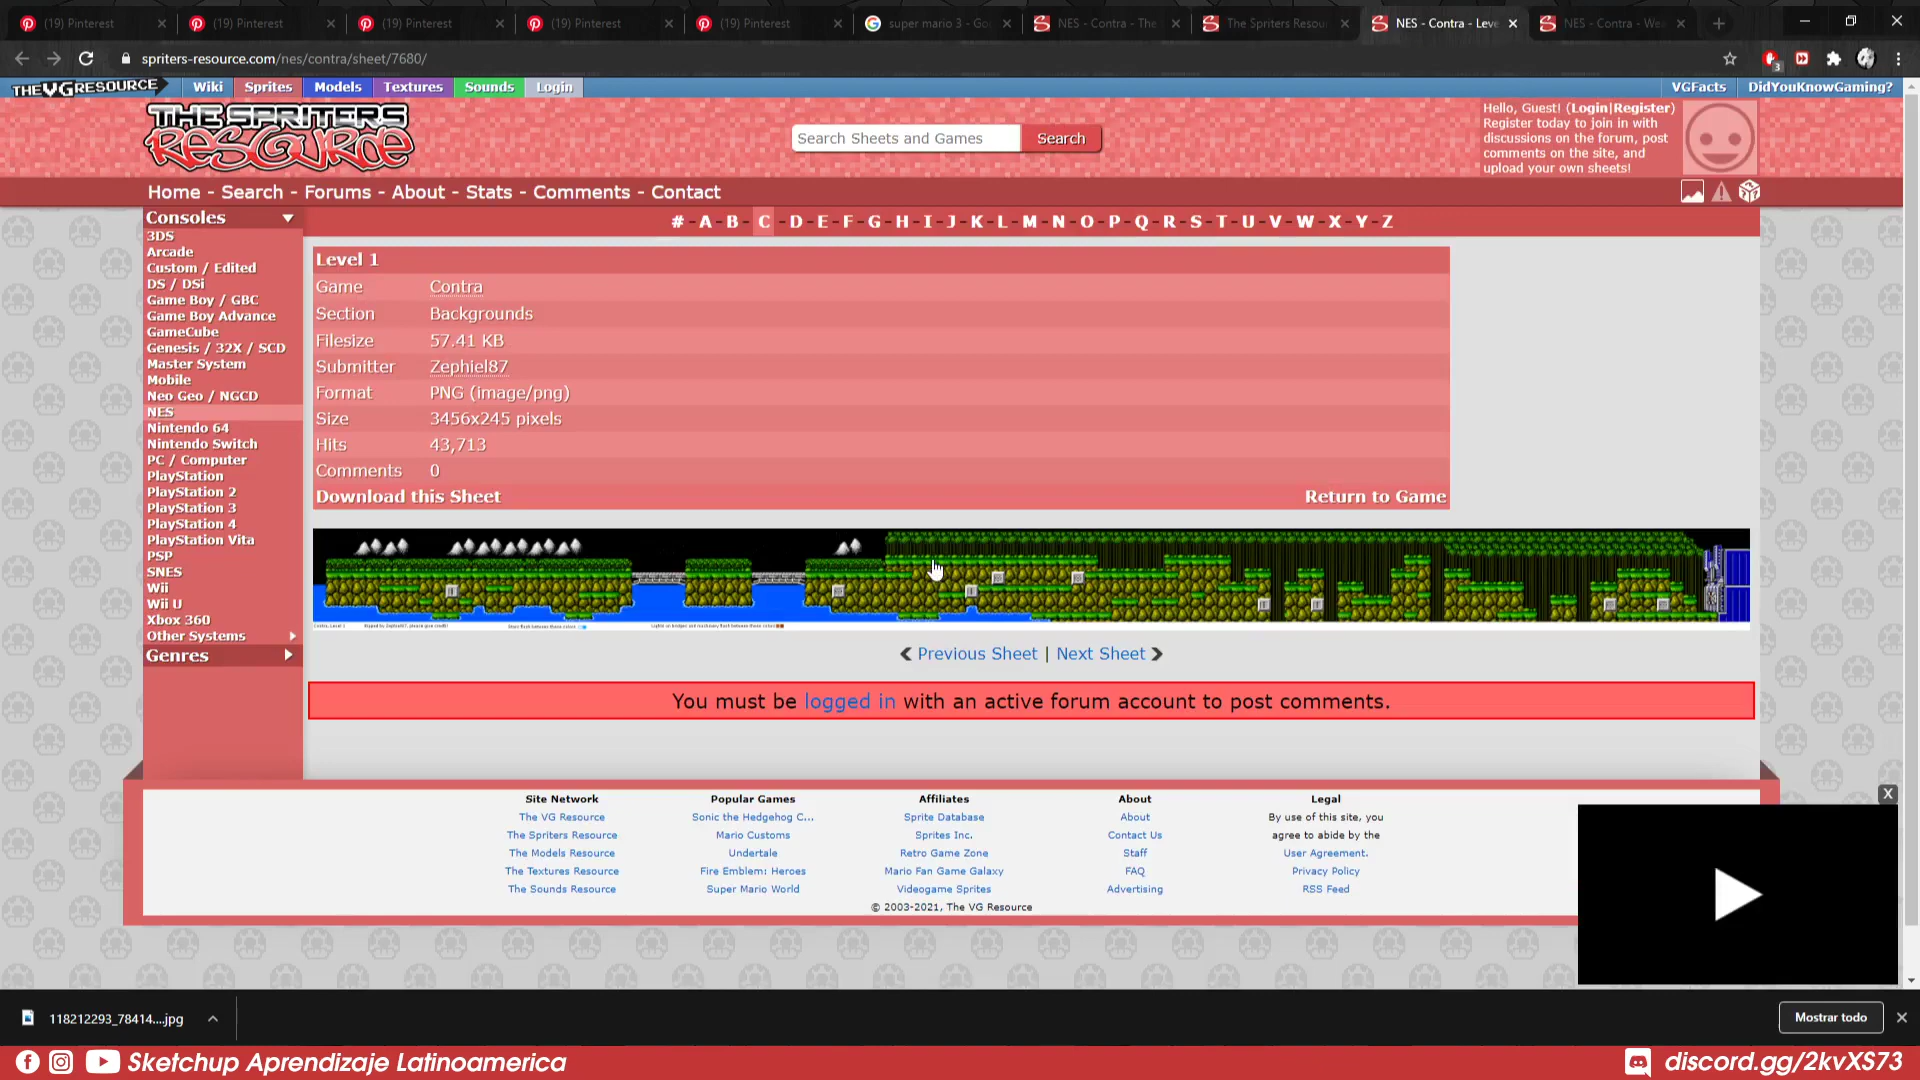 (19) Pinterest (19) Pinterest (19) Pinterest (19) Pinterest (19) Pinterest super mario 3 - Go NES - Contra - The The Spriters Resou NES - Contra - Leve NES - Contra - We
spriters-resource.com/nes/contra/sheet/7680/
3
THE VG RESOURCE Wiki Sprites Models Textures Sounds Login VGFacts DidYouKnowGaming?
THE SPRITERS RESOURCE
Search Sheets and Games Search
Hello, Guest! (Login|Register)
Register today to join in with
discussions on the forum, post
comments on the site, and
upload your own sheets!
Home - Search - Forums - About - Stats - Comments - Contact
# - A - B - C - D - E - F - G - H - I - J - K - L - M - N - O - P - Q - R - S - T - U - V - W - X - Y - Z
Consoles
3DS
Arcade
Custom / Edited
DS / DSi
Game Boy / GBC
Game Boy Advance
GameCube
Genesis / 32X / SCD
Master System
Mobile
Neo Geo / NGCD
NES
Nintendo 64
Nintendo Switch
PC / Computer
PlayStation
PlayStation 2
PlayStation 3
PlayStation 4
PlayStation Vita
PSP
SNES
Wii
Wii U
Xbox 360
Other Systems
Genres
Level 1
Game Contra
Section Backgrounds
Filesize 57.41 KB
Submitter Zephiel87
Format PNG (image/png)
Size 3456x245 pixels
Hits 43,713
Comments 0
Download this Sheet Return to Game
Previous Sheet | Next Sheet
You must be logged in with an active forum account to post comments.
Site Network
The VG Resource
The Spriters Resource
The Models Resource
The Textures Resource
The Sounds Resource
Popular Games
Sonic the Hedgehog C...
Mario Customs
Undertale
Fire Emblem: Heroes
Super Mario World
Affiliates
Sprite Database
Sprites Inc.
Retro Game Zone
Mario Fan Game Galaxy
Videogame Sprites
About
About
Contact Us
Staff
FAQ
Advertising
Legal
By use of this site, you
agree to abide by the
User Agreement.
Privacy Policy
RSS Feed
© 2003-2021, The VG Resource
X
118212293_78414....jpg
Mostrar todo
Sketchup Aprendizaje Latinoamerica
discord.gg/2kvXS73